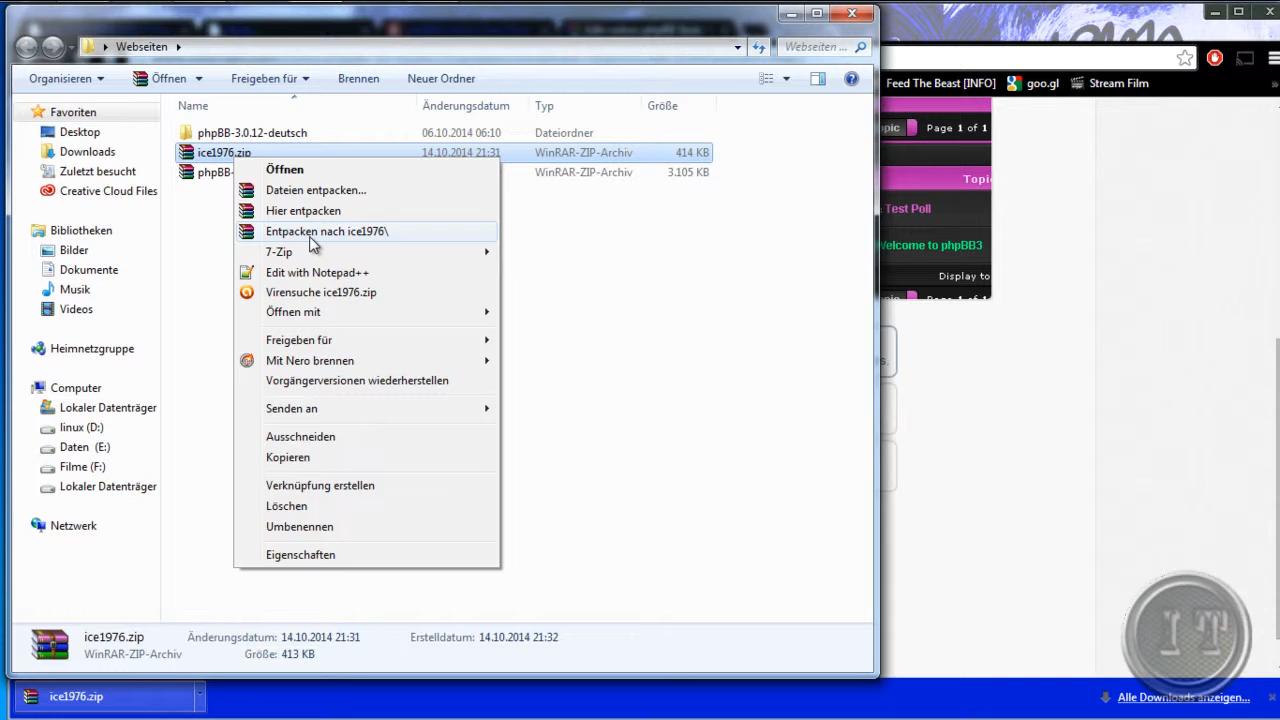 Webseiten
Webseiten ...
Organisieren
Öffnen
Freigeben für
Brennen
Neuer Ordner
Feed The Beast [INFO]
goo.gl
Stream Film
Favoriten
Desktop
Downloads
Zuletzt besucht
Creative Cloud Files
Bibliotheken
Bilder
Dokumente
Musik
Videos
Heimnetzgruppe
Computer
Lokaler Datenträger
linux (D:)
Daten (E:)
Filme (F:)
Lokaler Datenträger
Netzwerk
Name
Änderungsdatum
Typ
Größe
phpBB-3.0.12-deutsch
06.10.2014 06:10
Dateiordner
ice1976.zip
14.10.2014 21:31
WinRAR-ZIP-Archiv
414 KB
phpBB-
WinRAR-ZIP-Archiv
3.105 KB
Öffnen
Dateien entpacken...
Hier entpacken
Entpacken nach ice1976\
7-Zip
Edit with Notepad++
Virensuche ice1976.zip
Öffnen mit
Freigeben für
Mit Nero brennen
Vorgängerversionen wiederherstellen
Senden an
Ausschneiden
Kopieren
Verknüpfung erstellen
Löschen
Umbenennen
Eigenschaften
opic
Page 1 of 1
Topi
Test Poll
Welcome to phpBB3
Display to
Page 1 of 1
s.
ice1976.zip
Änderungsdatum: 14.10.2014 21:31
Erstelldatum: 14.10.2014 21:32
WinRAR-ZIP-Archiv
Größe: 413 KB
IT
ice1976.zip
Alle Downloads anzeigen...